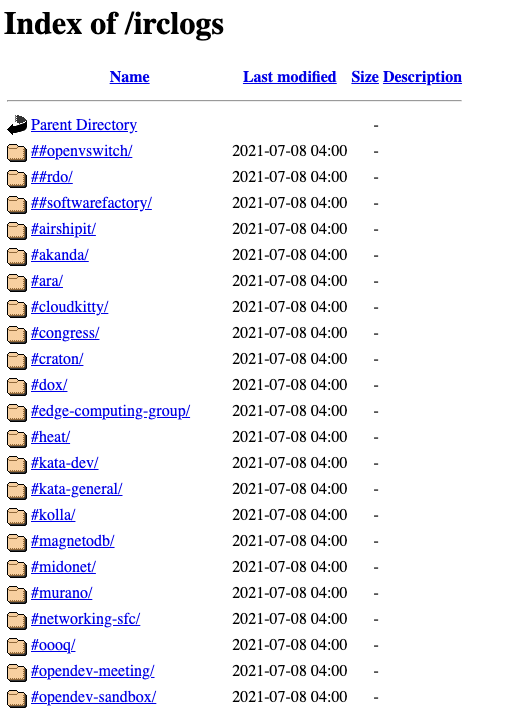 Index of /irclogs
Name Last modified Size Description
Parent Directory -
##openvswitch/ 2021-07-08 04:00 -
##rdo/ 2021-07-08 04:00 -
##softwarefactory/ 2021-07-08 04:00 -
#airshipit/ 2021-07-08 04:00 -
#akanda/ 2021-07-08 04:00 -
#ara/ 2021-07-08 04:00 -
#cloudkitty/ 2021-07-08 04:00 -
#congress/ 2021-07-08 04:00 -
#craton/ 2021-07-08 04:00 -
#dox/ 2021-07-08 04:00 -
#edge-computing-group/ 2021-07-08 04:00 -
#heat/ 2021-07-08 04:00 -
#kata-dev/ 2021-07-08 04:00 -
#kata-general/ 2021-07-08 04:00 -
#kolla/ 2021-07-08 04:00 -
#magnetodb/ 2021-07-08 04:00 -
#midonet/ 2021-07-08 04:00 -
#murano/ 2021-07-08 04:00 -
#networking-sfc/ 2021-07-08 04:00 -
#oooq/ 2021-07-08 04:00 -
#opendev-meeting/ 2021-07-08 04:00 -
#opendev-sandbox/ 2021-07-08 04:00 -